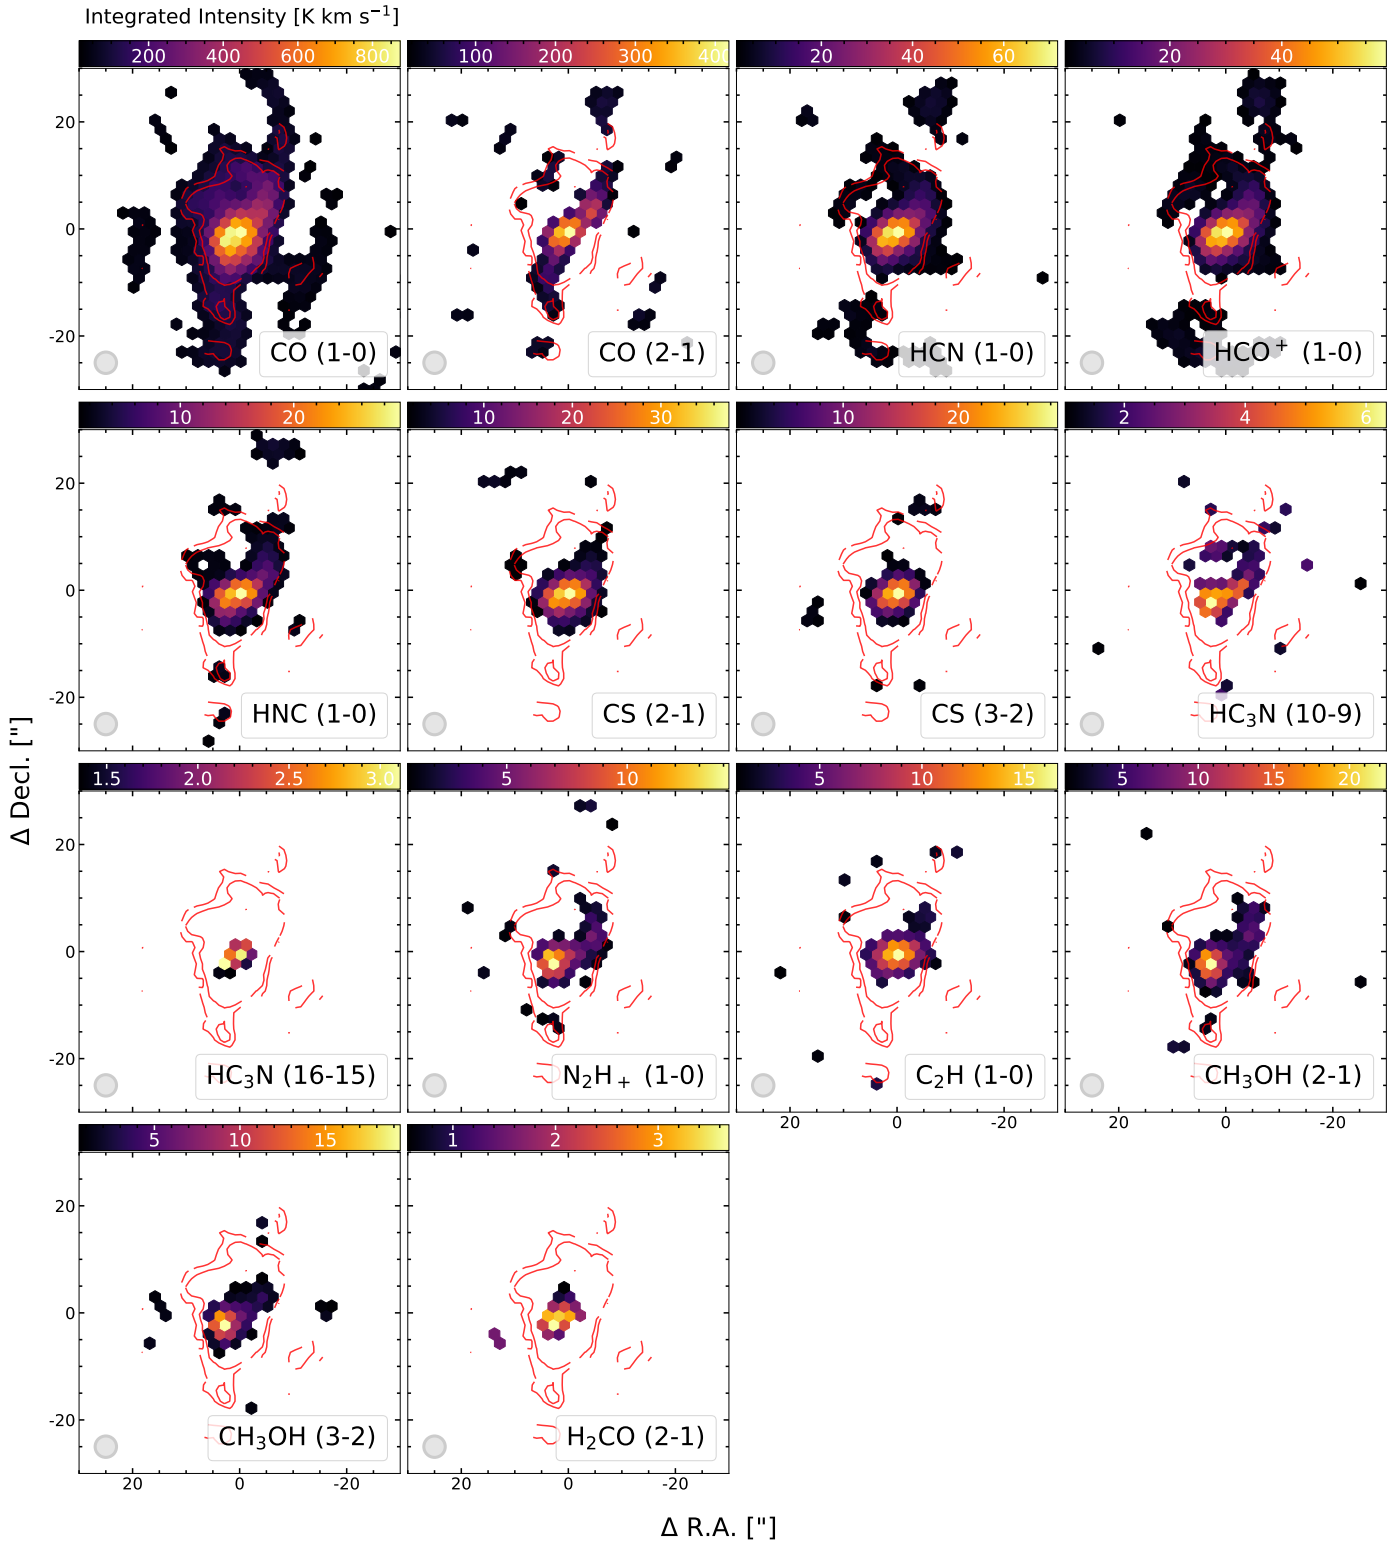 Integrated Intensity [K km s⁻¹]
200 400 600 800
100 200 300 400
20 40 60
20 40
20
0
-20
CO (1-0)
CO (2-1)
HCN (1-0)
HCO⁺ (1-0)
10 20
10 20 30
10 20
2 4 6
20
0
-20
HNC (1-0)
CS (2-1)
CS (3-2)
HC₃N (10-9)
1.5 2.0 2.5 3.0
5 10
5 10 15
5 10 15 20
20
0
-20
HC₃N (16-15)
N₂H₊ (1-0)
C₂H (1-0)
CH₃OH (2-1)
20 0 -20
20 0 -20
5 10 15
1 2 3
20
0
-20
CH₃OH (3-2)
H₂CO (2-1)
20 0 -20
20 0 -20
Δ Decl. ["]
Δ R.A. ["]